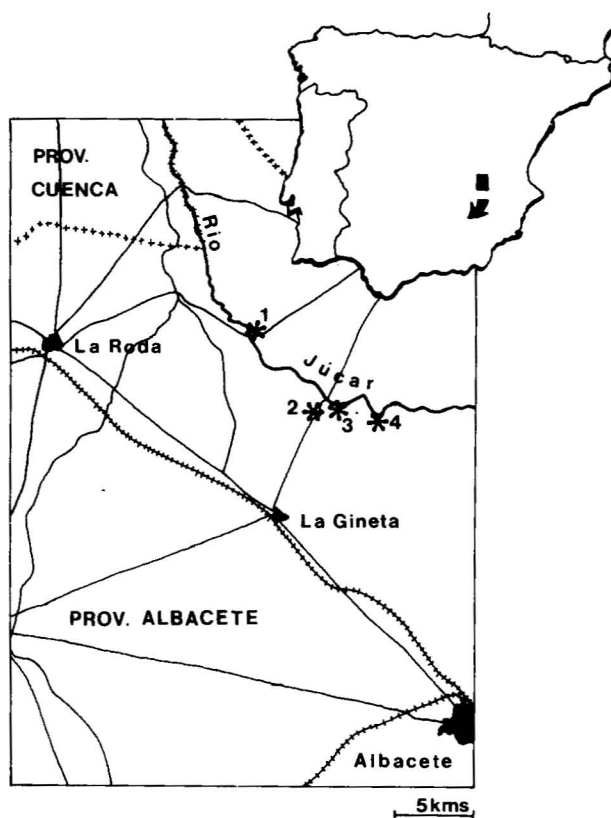 PROV.
CUENCA
Río
1
La Roda
Júcar
2
3
4
La Gineta
PROV. ALBACETE
Albacete
5kms